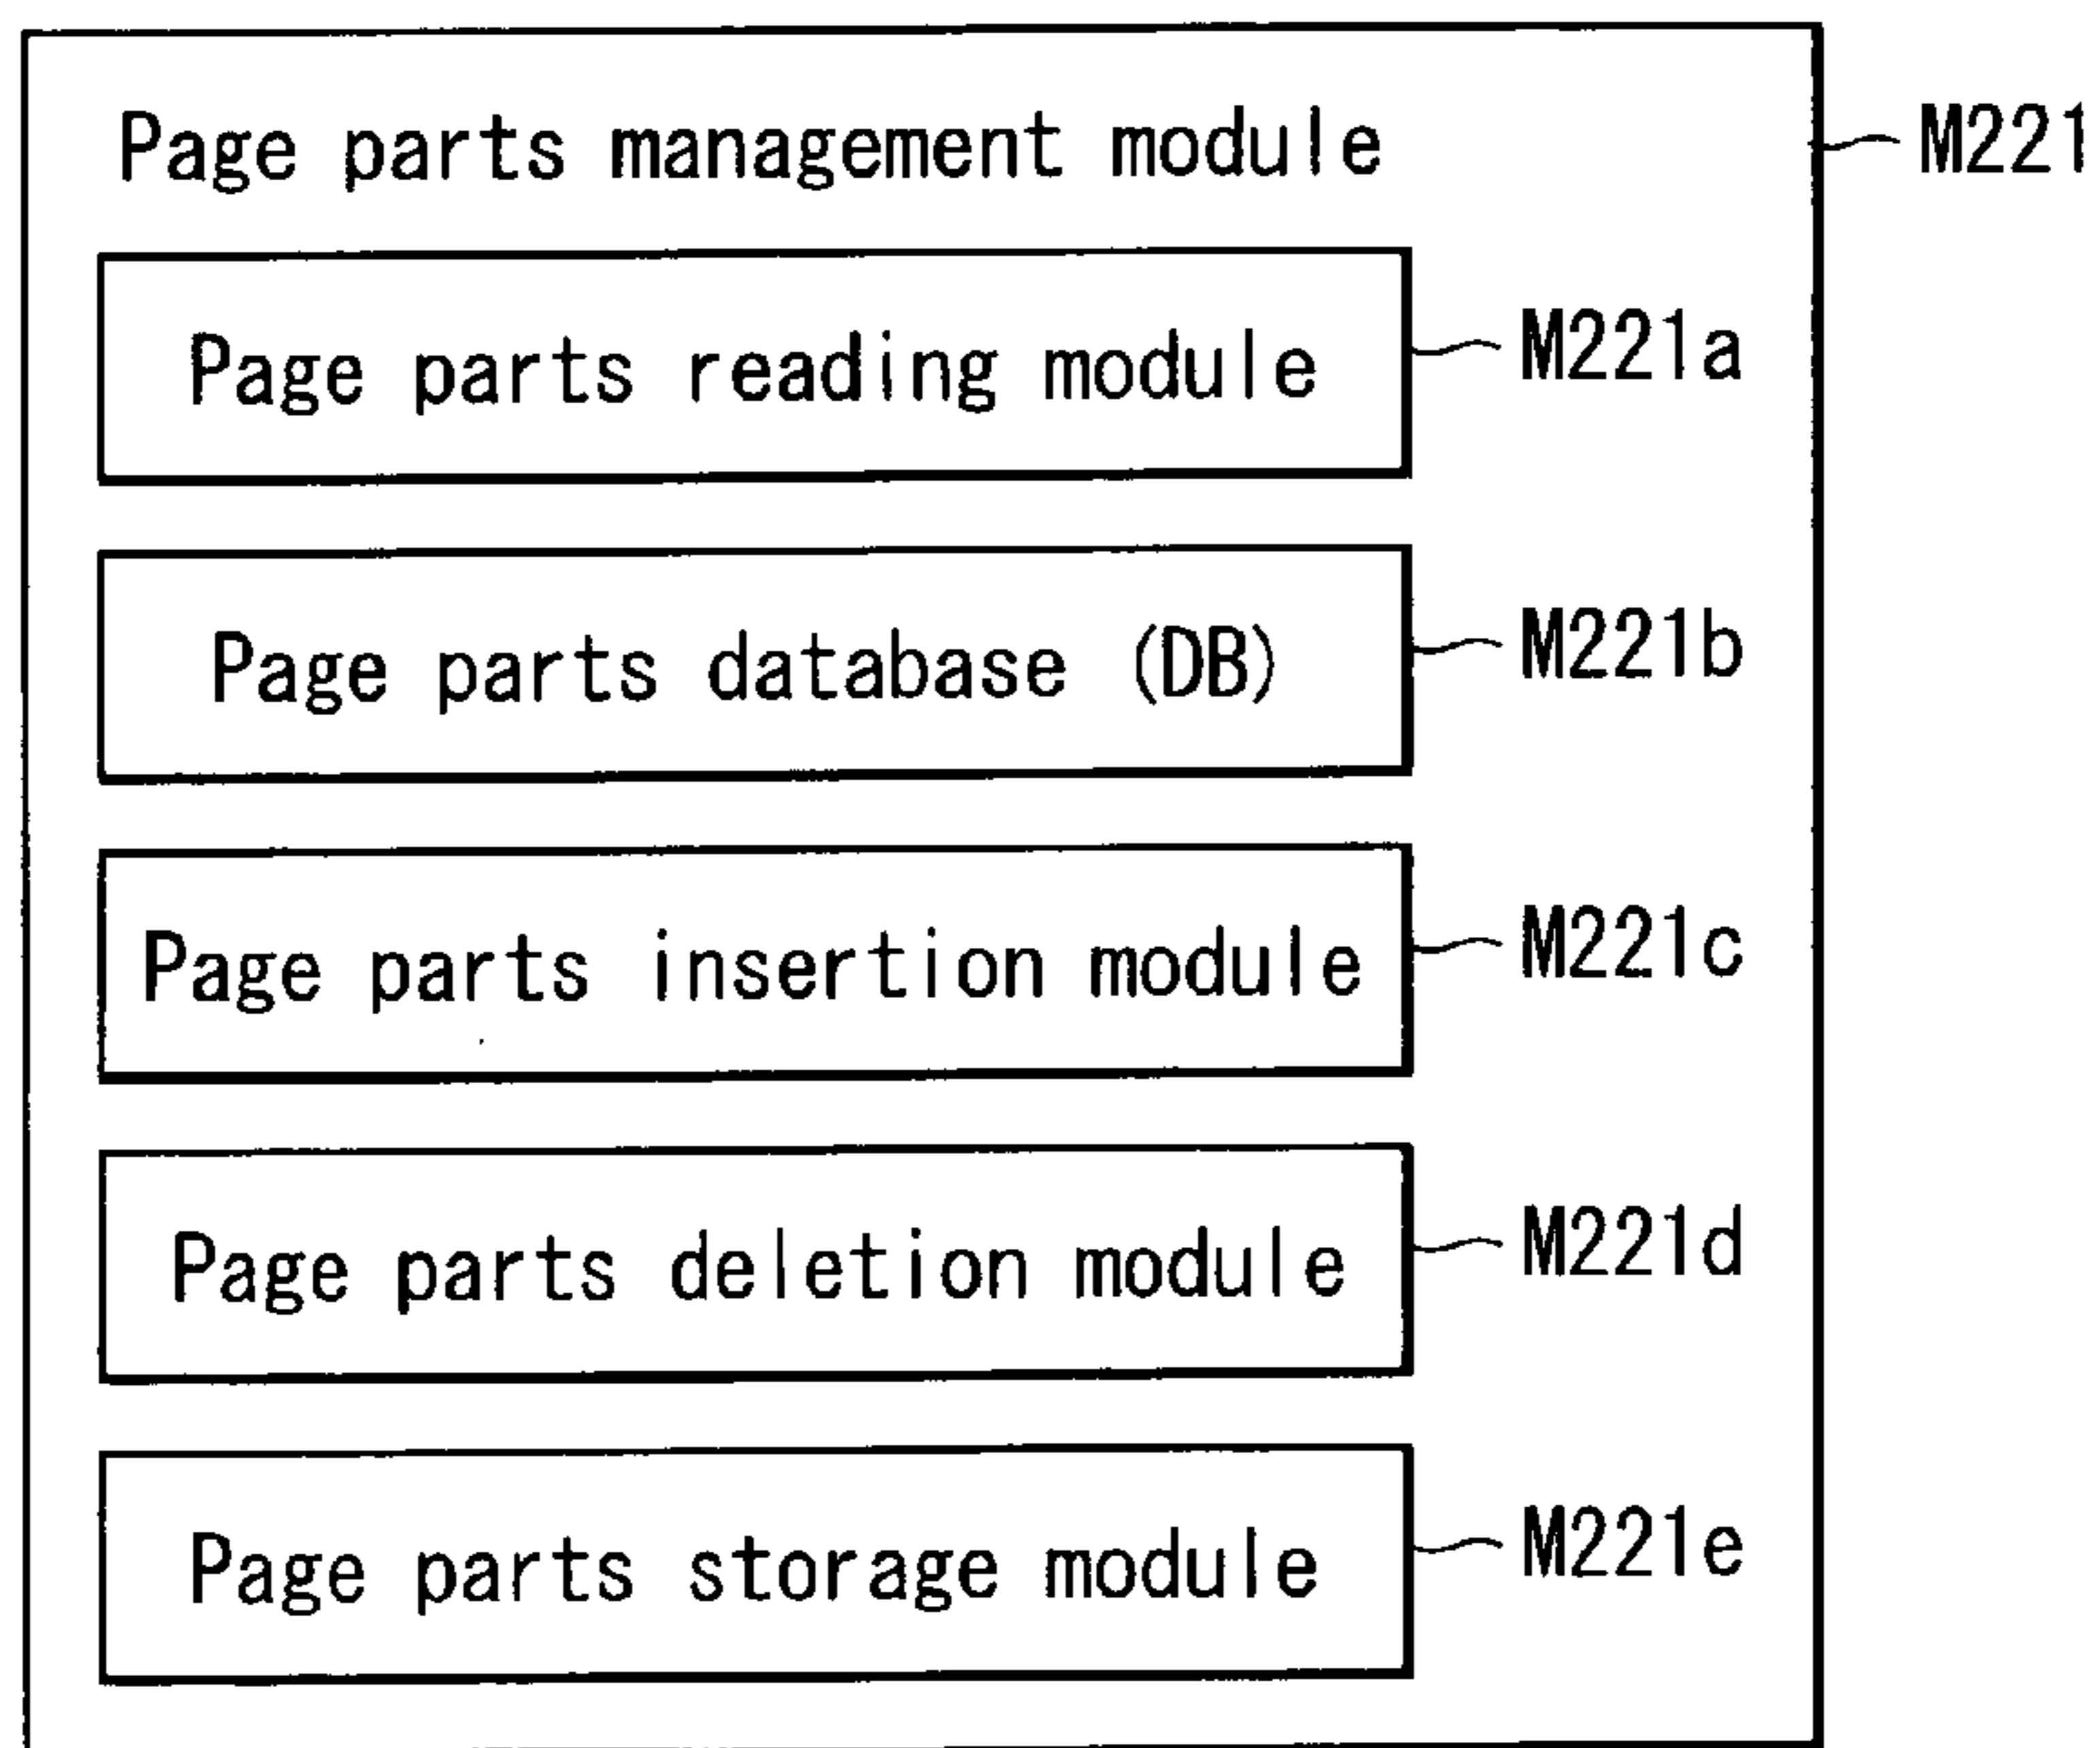 Page parts management module M221
Page parts reading module M221a
Page parts database (DB) M221b
Page parts insertion module M221c
Page parts deletion module M221d
Page parts storage module M221e